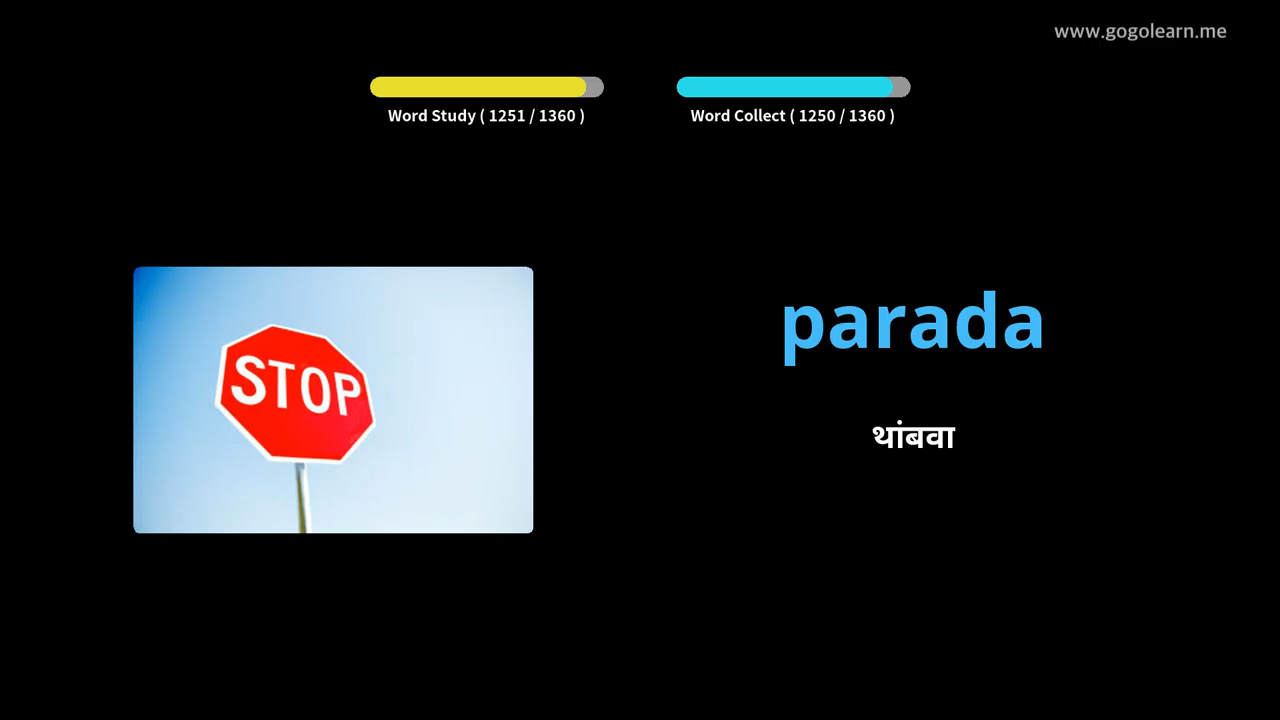 www.gogolearn.me
Word Study ( 1251 / 1360 )
Word Collect ( 1250 / 1360 )
STOP
parada
थांबवा